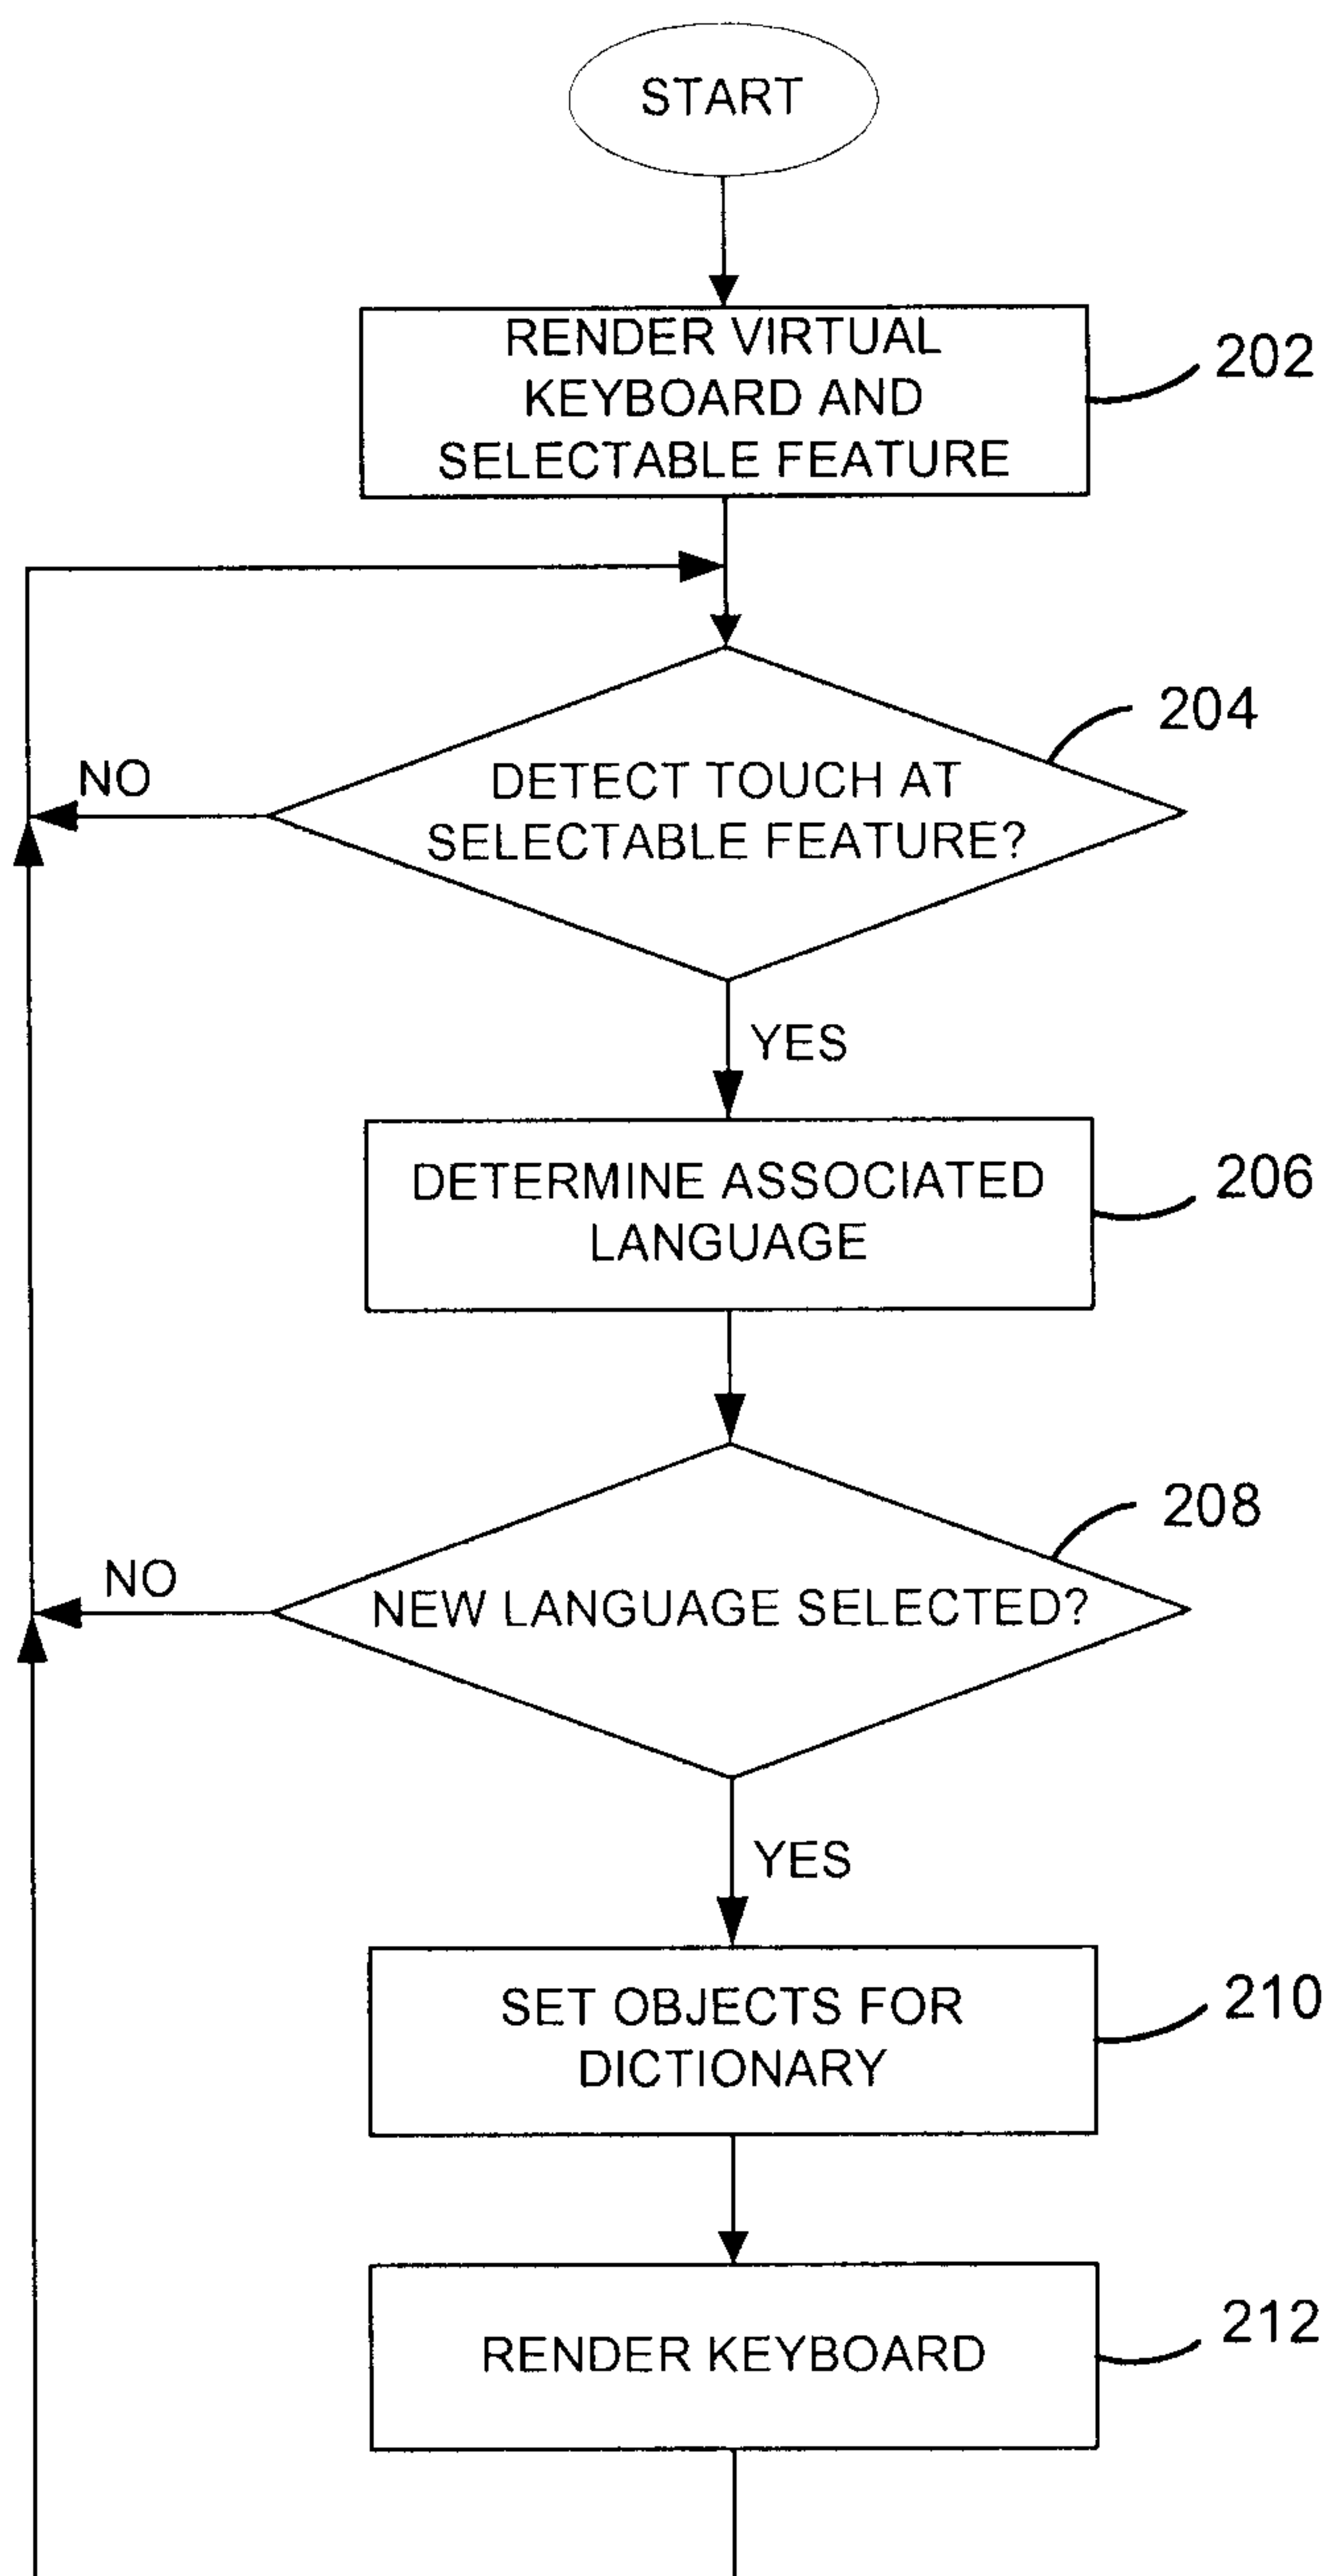 START
RENDER VIRTUAL
KEYBOARD AND
SELECTABLE FEATURE
202
204
NO
DETECT TOUCH AT
SELECTABLE FEATURE?
YES
DETERMINE ASSOCIATED
LANGUAGE
206
208
NO
NEW LANGUAGE SELECTED?
YES
SET OBJECTS FOR
DICTIONARY
210
RENDER KEYBOARD
212